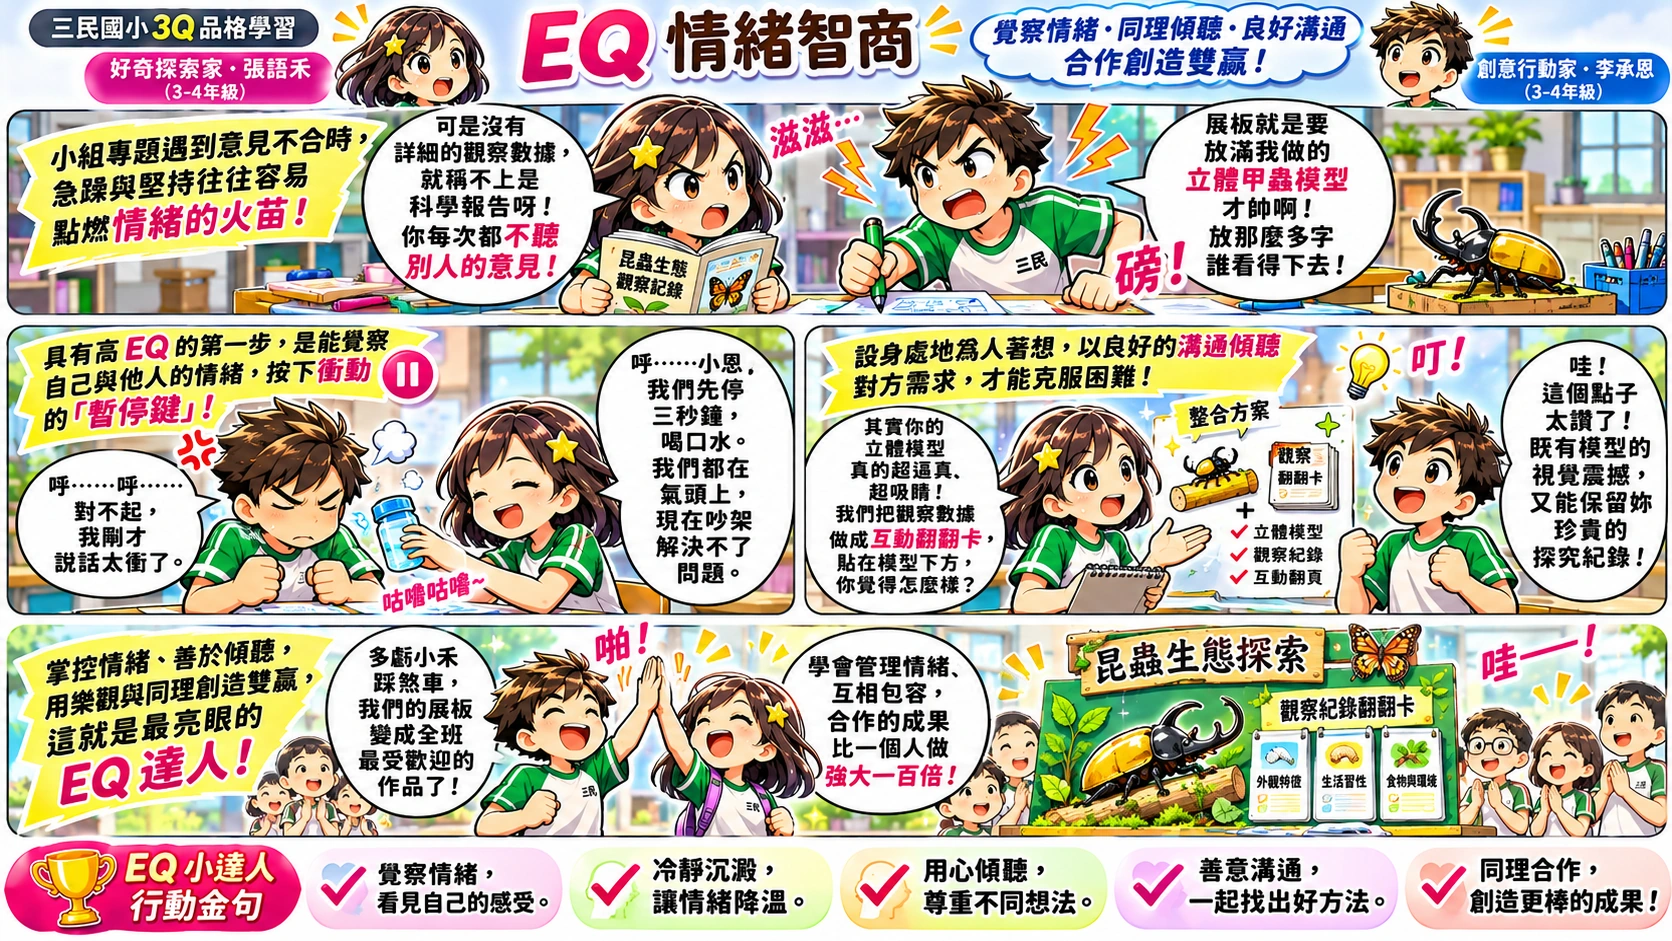 三民國小3Q品格學習
好奇探索家・張語禾
(3-4年級)
EQ 情緒智商
覺察情緒・同理傾聽・良好溝通
合作創造雙贏！
創意行動家・李承恩
(3-4年級)
小組專題遇到意見不合時，
急躁與堅持往往容易
點燃情緒的火苗！
可是沒有
詳細的觀察數據，
就稱不上是
科學報告呀！
你每次都不聽
別人的意見！
昆蟲生態
觀察記錄
滋滋…
三民
磅！
展板就是要
放滿我做的
立體甲蟲模型
才帥啊！
放那麼多字
誰看得下去！
具有高 EQ 的第一步，是能覺察
自己與他人的情緒，按下衝動
的「暫停鍵」！
呼……呼……
對不起，
我剛才
說話太衝了。
咕嚕咕嚕~
呼……小恩，
我們先停
三秒鐘，
喝口水。
我們都在
氣頭上，
現在吵架
解決不了
問題。
設身處地為人著想，以良好的溝通傾聽
對方需求，才能克服困難！
其實你的
立體模型
真的超逼真、
超吸睛！
我們把觀察數據
做成互動翻翻卡，
貼在模型下方，
你覺得怎麼樣？
整合方案
觀察
翻翻卡
+
立體模型
觀察紀錄
互動翻頁
叮！
哇！
這個點子
太讚了！
既有模型的
視覺震撼，
又能保留妳
珍貴的
探究紀錄！
掌控情緒、善於傾聽，
用樂觀與同理創造雙贏，
這就是最亮眼的
EQ 達人！
多虧小禾
踩煞車，
我們的展板
變成全班
最受歡迎的
作品了！
啪！
三民
三民
學會管理情緒、
互相包容，
合作的成果
比一個人做
強大一百倍！
昆蟲生態探索
觀察紀錄翻翻卡
外觀特徵
生活習性
食物與環境
哇——！
三民
EQ 小達人
行動金句
覺察情緒，
看見自己的感受。
冷靜沉澱，
讓情緒降溫。
用心傾聽，
尊重不同想法。
善意溝通，
一起找出好方法。
同理合作，
創造更棒的成果！